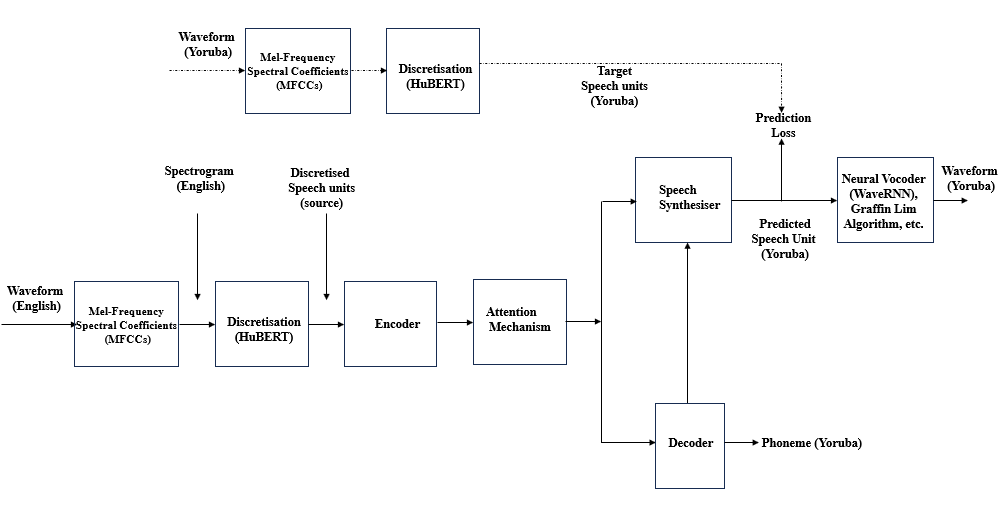 Waveform
(Yoruba)
Mel-Frequency
Spectral Coefficients
(MFCCs)
Discretisation
(HuBERT)
Target
Speech units
(Yoruba)
Prediction
Loss
Spectrogram
(English)
Discretised
Speech units
(source)
Speech
Synthesiser
Predicted
Speech Unit
(Yoruba)
Neural Vocoder
(WaveRNN),
Graffin Lim
Algorithm, etc.
Waveform
(Yoruba)
Waveform
(English)
Mel-Frequency
Spectral Coefficients
(MFCCs)
Discretisation
(HuBERT)
Encoder
Attention
Mechanism
Decoder
Phoneme (Yoruba)